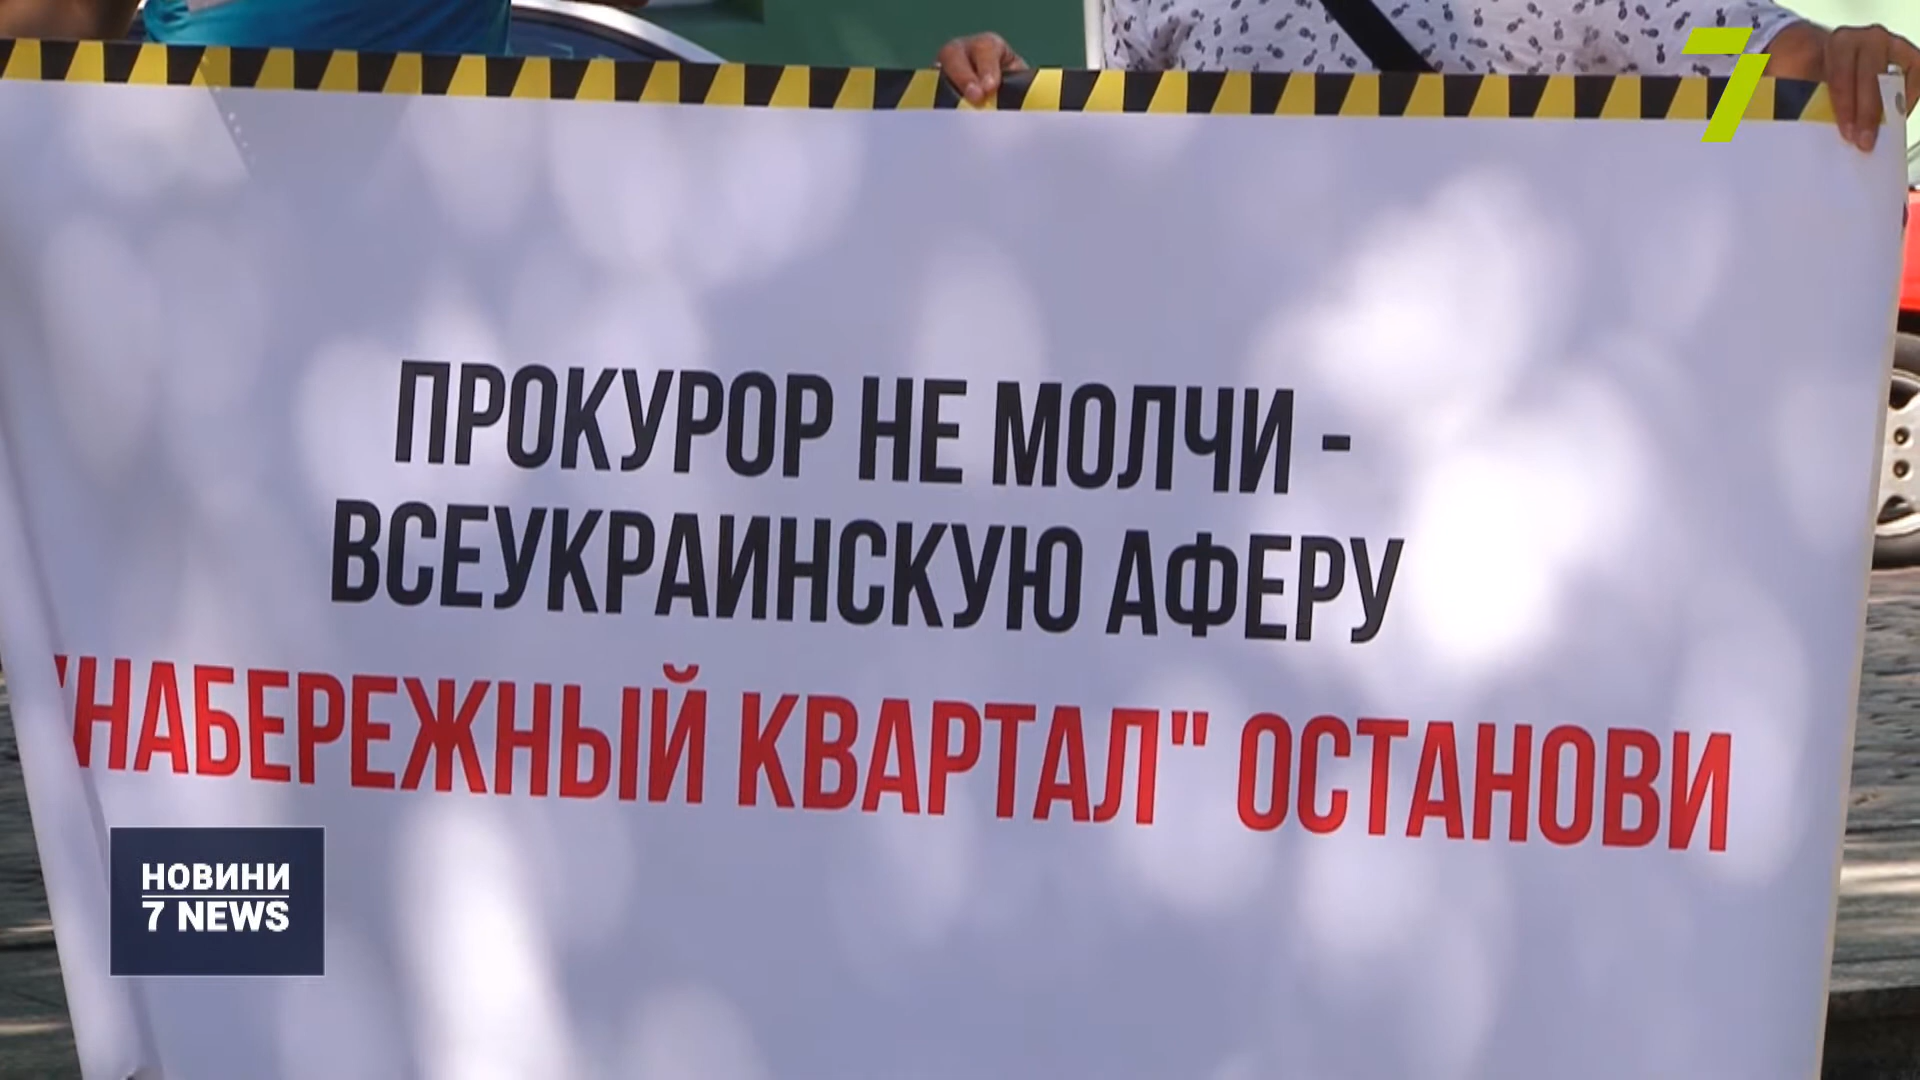 7
ПРОКУРОР НЕ МОЛЧИ -
ВСЕУКРАИНСКУЮ АФЕРУ
"НАБЕРЕЖНЫЙ КВАРТАЛ" ОСТАНОВИ
НОВИНИ
7 NEWS